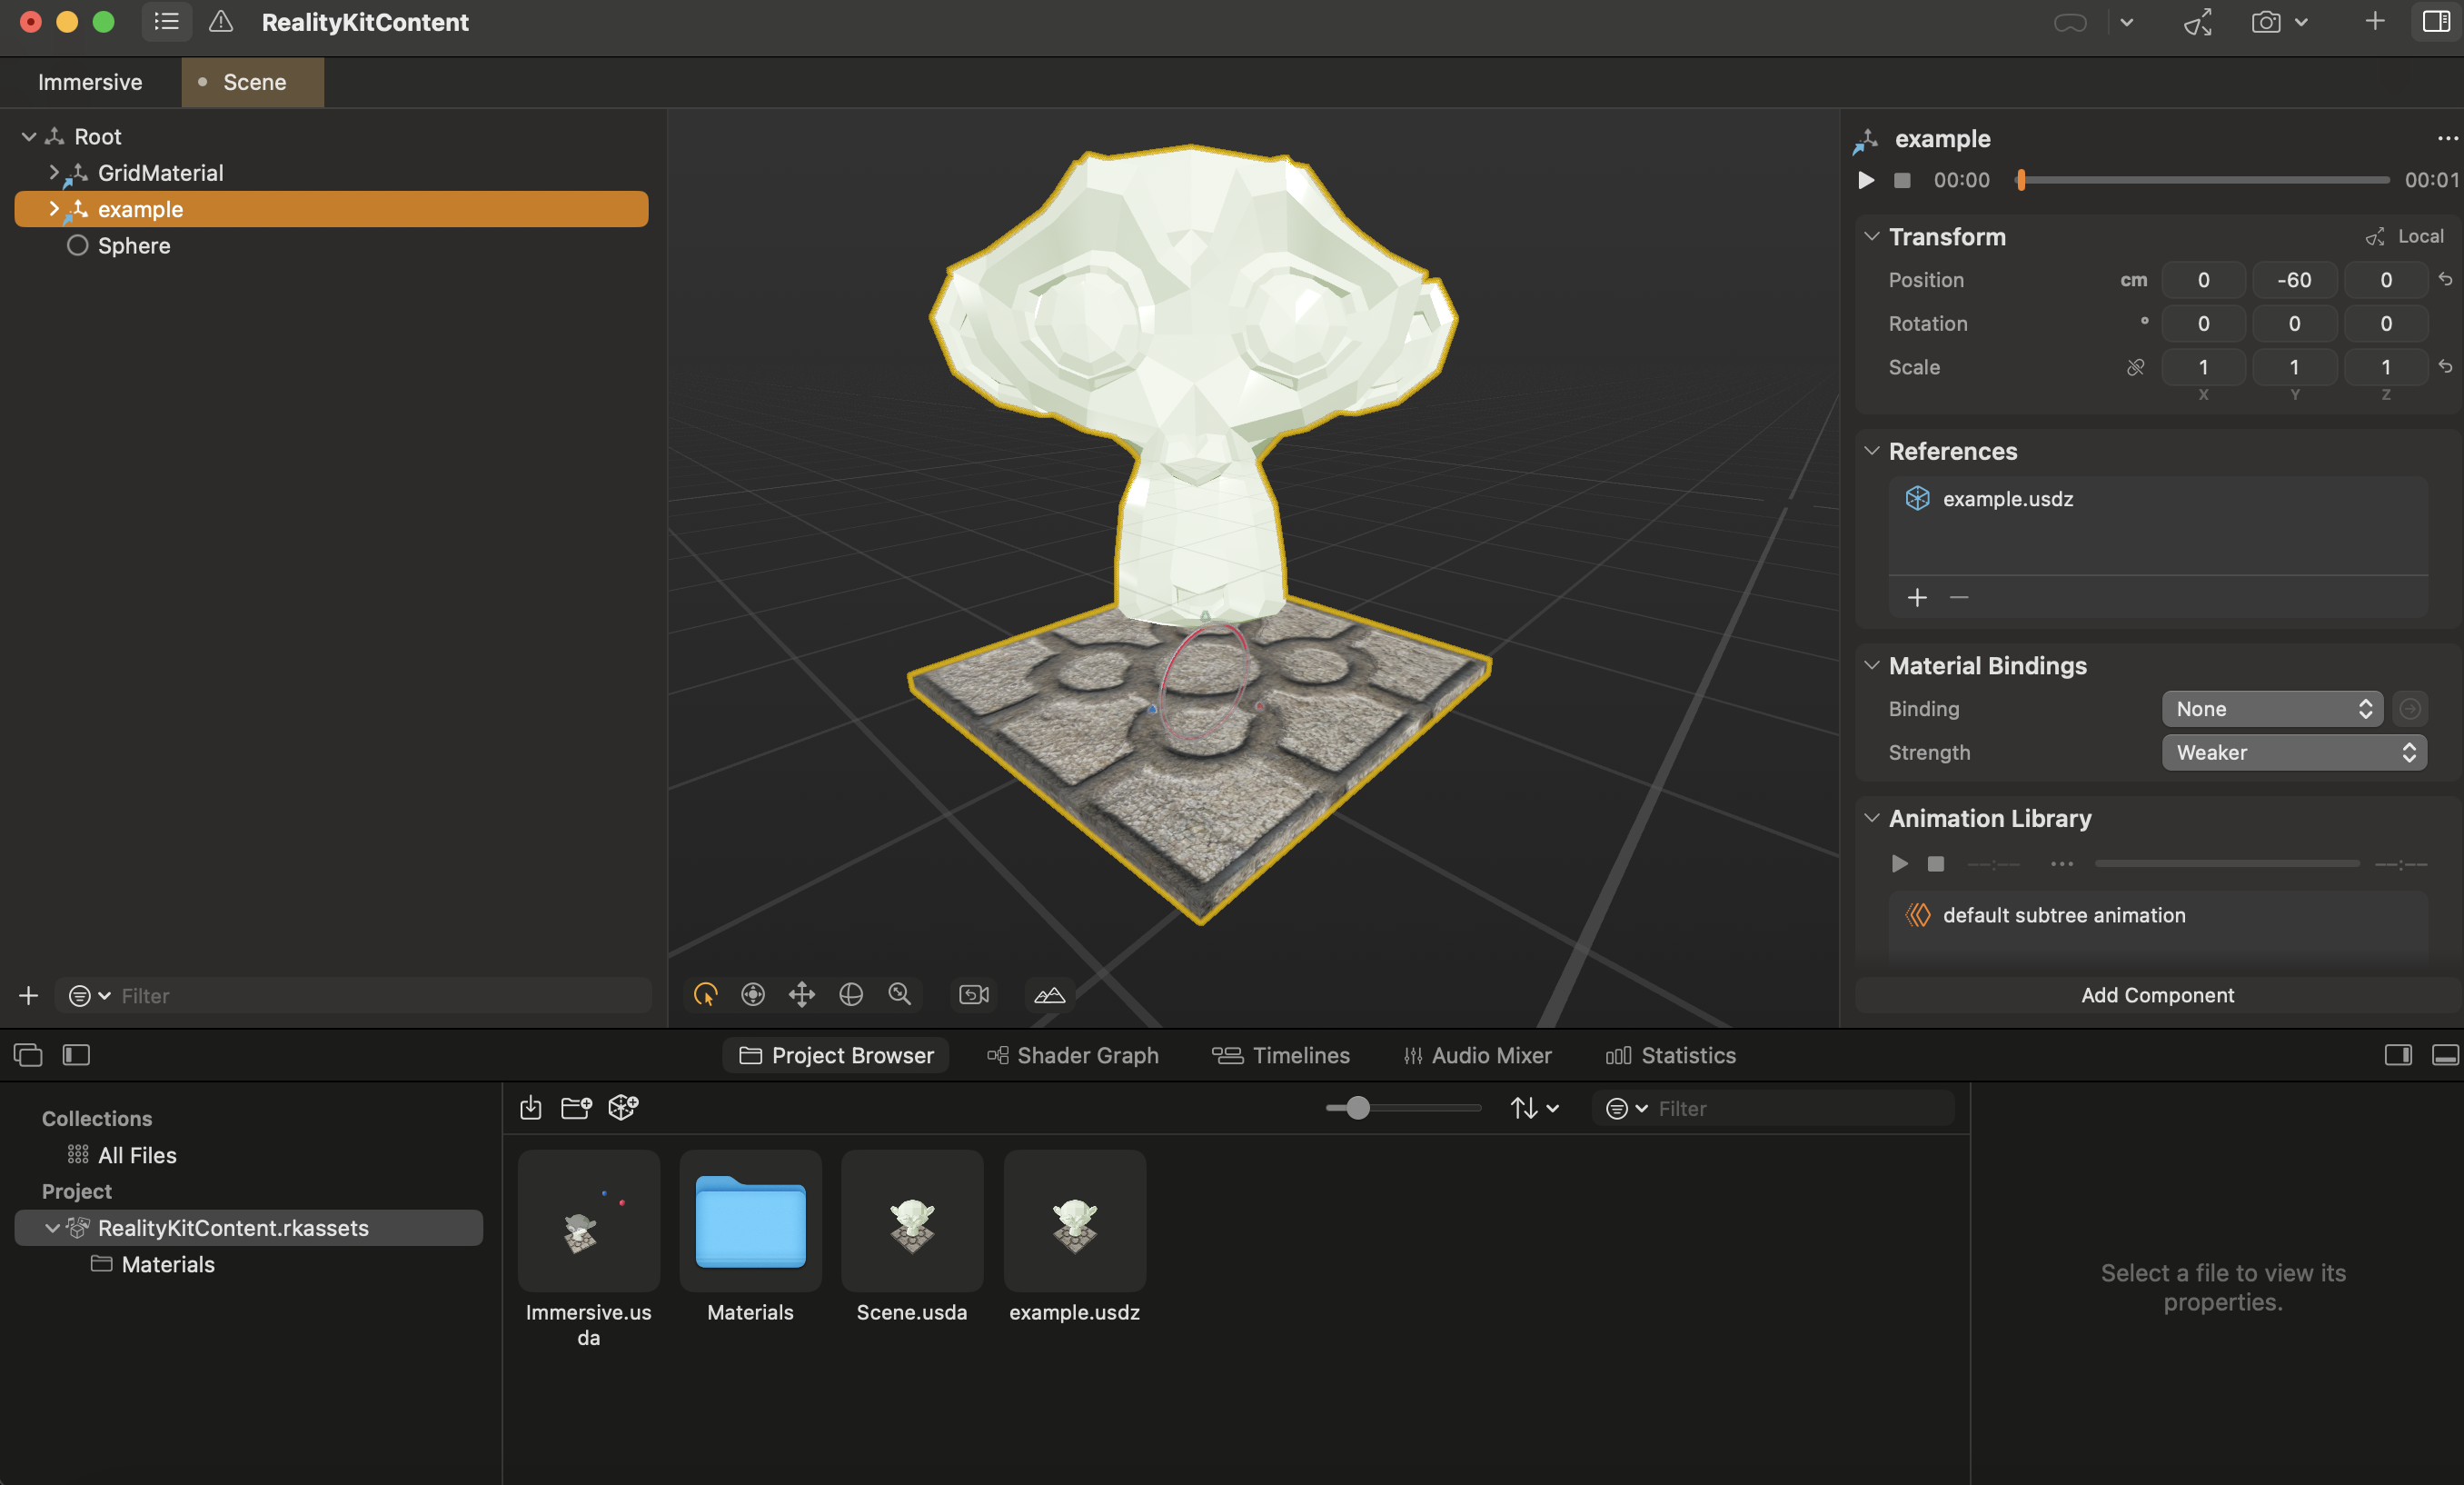 RealityKitContent
Immersive
Scene
Root
GridMaterial
example
Sphere
Filter
example
00:00
00:01
Transform
Local
Position cm 0 -60 0
Rotation ° 0 0 0
Scale 1 1 1
X Y Z
References
example.usdz
Material Bindings
Binding None
Strength Weaker
Animation Library
--:--
--:--
default subtree animation
Add Component
Project Browser
Shader Graph
Timelines
Audio Mixer
Statistics
Collections
All Files
Project
RealityKitContent.rkassets
Materials
Filter
Immersive.us
da
Materials
Scene.usda
example.usdz
Select a file to view its
properties.